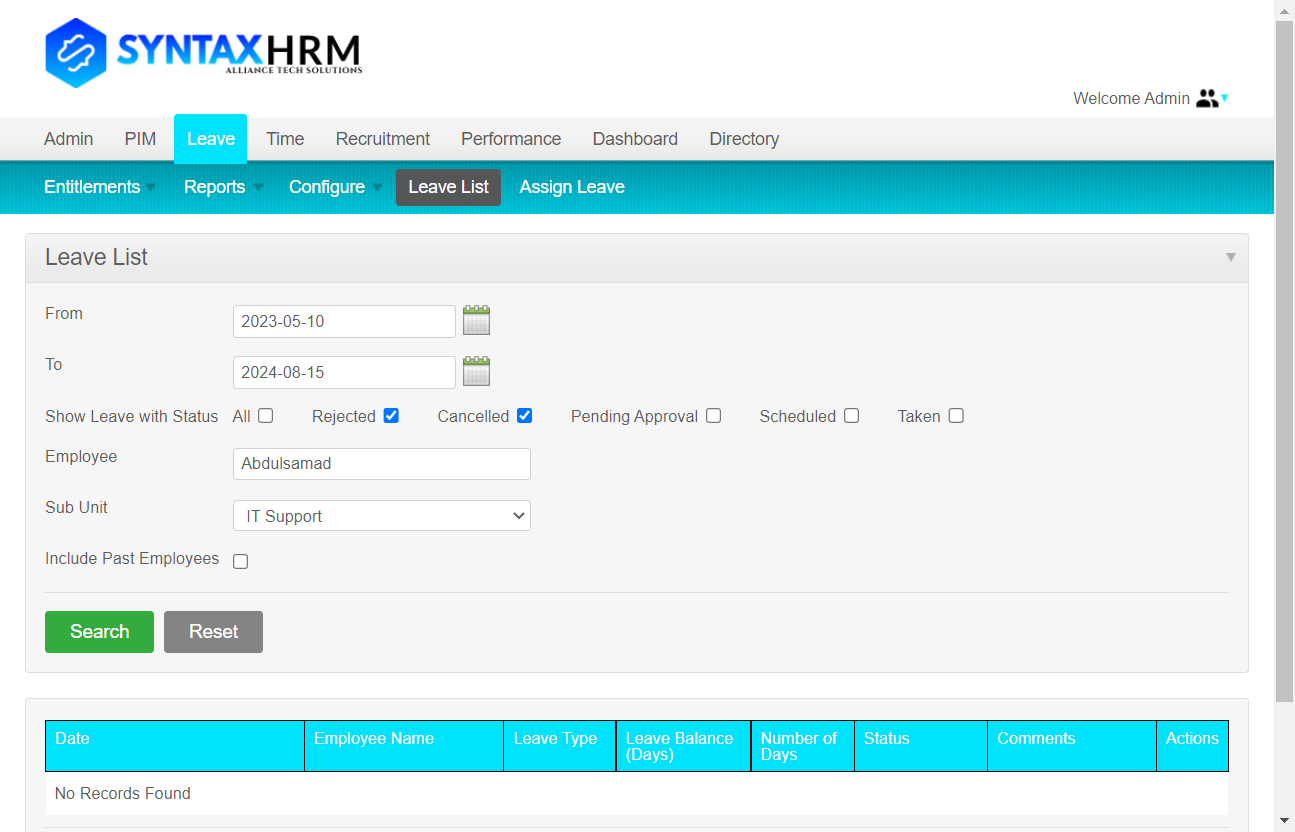 SYNTAXHRM
ALLIANCE TECH SOLUTIONS
Welcome Admin
Admin PIM Leave Time Recruitment Performance Dashboard Directory
Entitlements Reports Configure Leave List Assign Leave
Leave List
From 2023-05-10
To 2024-08-15
Show Leave with Status All Rejected Cancelled Pending Approval Scheduled Taken
Employee Abdulsamad
Sub Unit IT Support
Include Past Employees
Search Reset
Date Employee Name Leave Type Leave Balance (Days) Number of Days Status Comments Actions
No Records Found